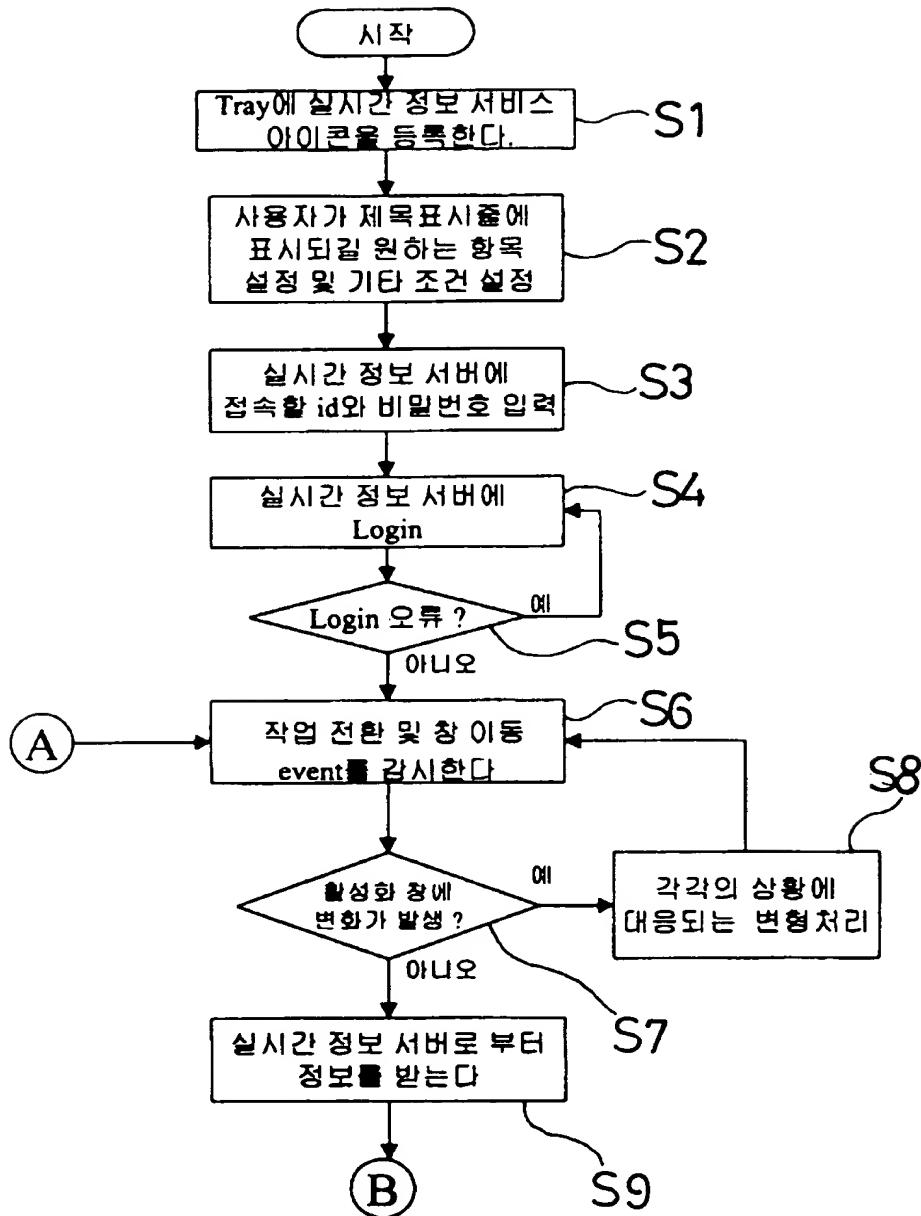 시작
Tray에 실시간 정보 서비스
아이콘을 등록한다.
S1
사용자가 제목표시줄에
표시되길 원하는 항목
설정 및 기타 조건 설정
S2
실시간 정보 서버에
접속할 id와 비밀번호 입력
S3
실시간 정보 서버에
Login
S4
Login 오류 ?
예
S5
아니오
A
작업 전환 및 창 이동
event를 감시한다
S6
활성화 창에
변화가 발생 ?
예
S7
각각의 상황에
대응되는 변형처리
S8
아니오
실시간 정보 서버로 부터
정보를 받는다
S9
B